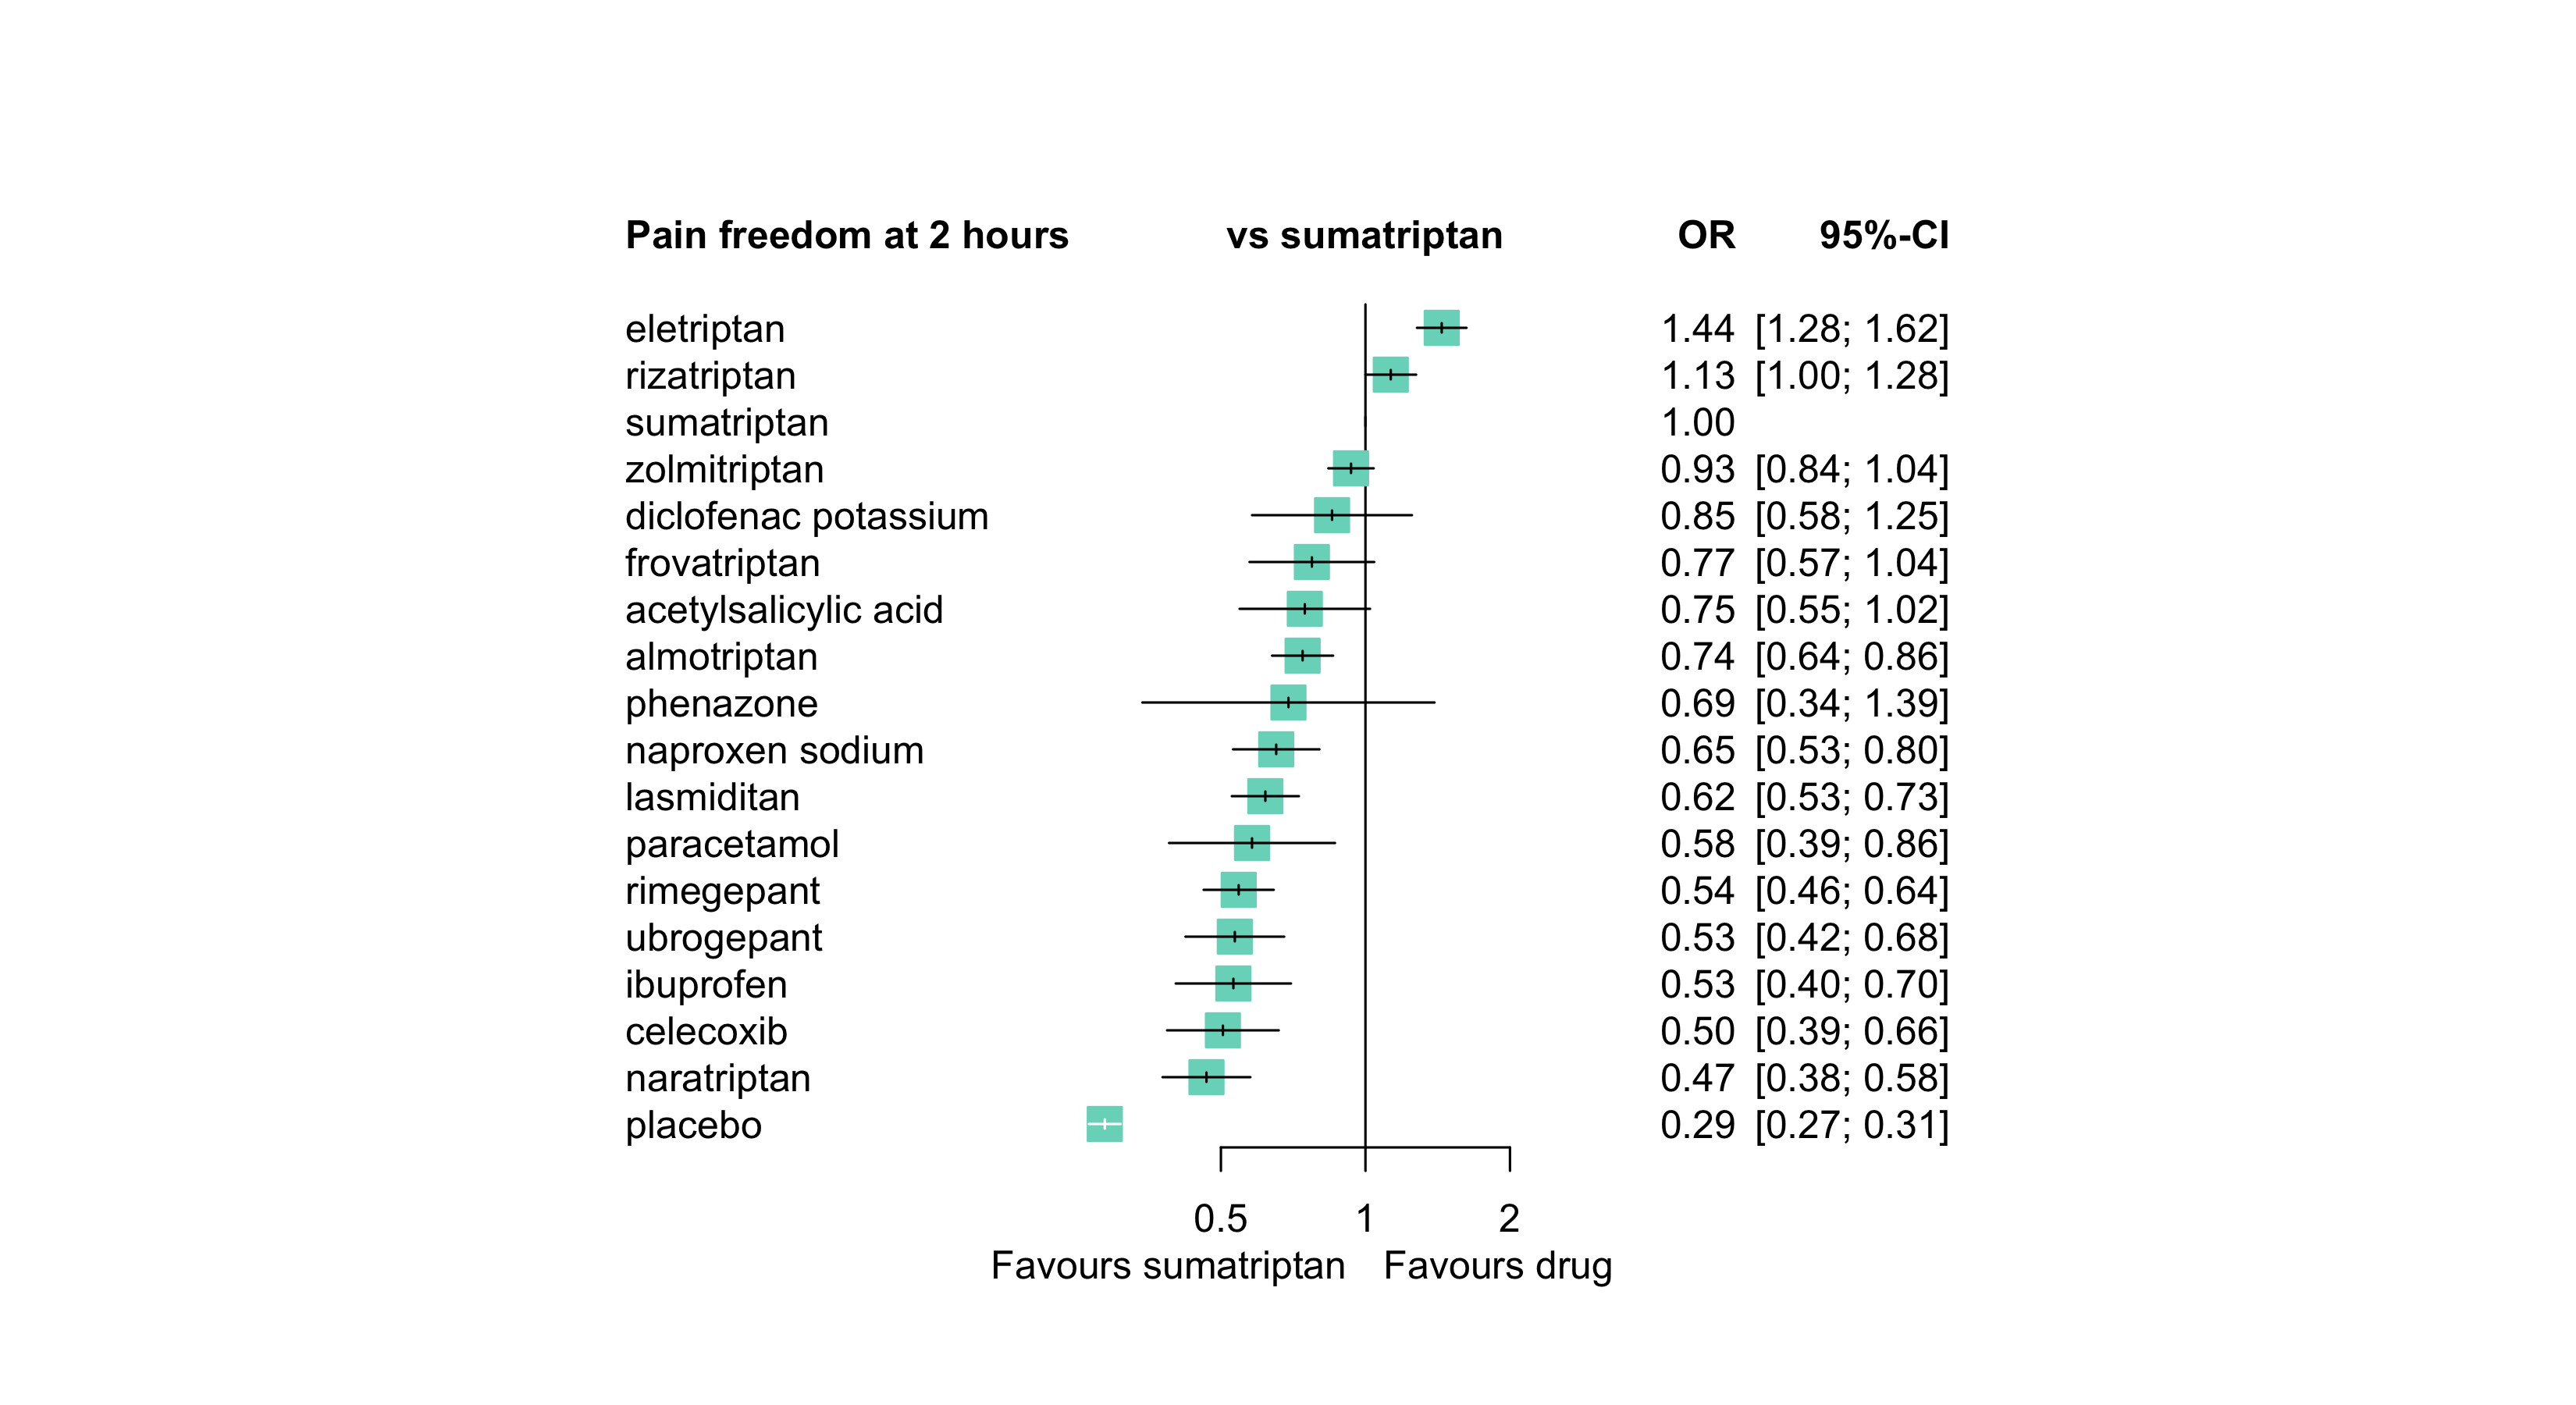 Pain freedom at 2 hours vs sumatriptan OR 95%-CI
eletriptan 1.44 [1.28; 1.62]
rizatriptan 1.13 [1.00; 1.28]
sumatriptan 1.00
zolmitriptan 0.93 [0.84; 1.04]
diclofenac potassium 0.85 [0.58; 1.25]
frovatriptan 0.77 [0.57; 1.04]
acetylsalicylic acid 0.75 [0.55; 1.02]
almotriptan 0.74 [0.64; 0.86]
phenazone 0.69 [0.34; 1.39]
naproxen sodium 0.65 [0.53; 0.80]
lasmiditan 0.62 [0.53; 0.73]
paracetamol 0.58 [0.39; 0.86]
rimegepant 0.54 [0.46; 0.64]
ubrogepant 0.53 [0.42; 0.68]
ibuprofen 0.53 [0.40; 0.70]
celecoxib 0.50 [0.39; 0.66]
naratriptan 0.47 [0.38; 0.58]
placebo 0.29 [0.27; 0.31]
0.5 1 2
Favours sumatriptan Favours drug